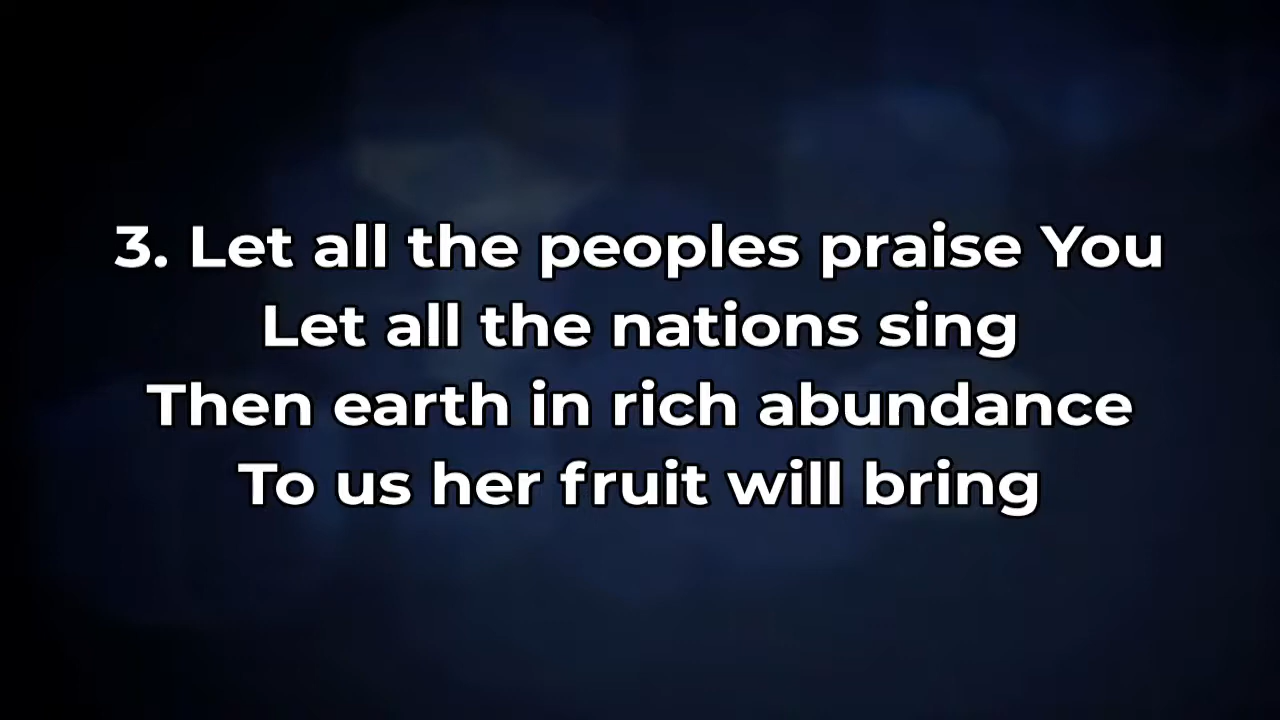 3. Let all the peoples praise You
Let all the nations sing
Then earth in rich abundance
To us her fruit will bring